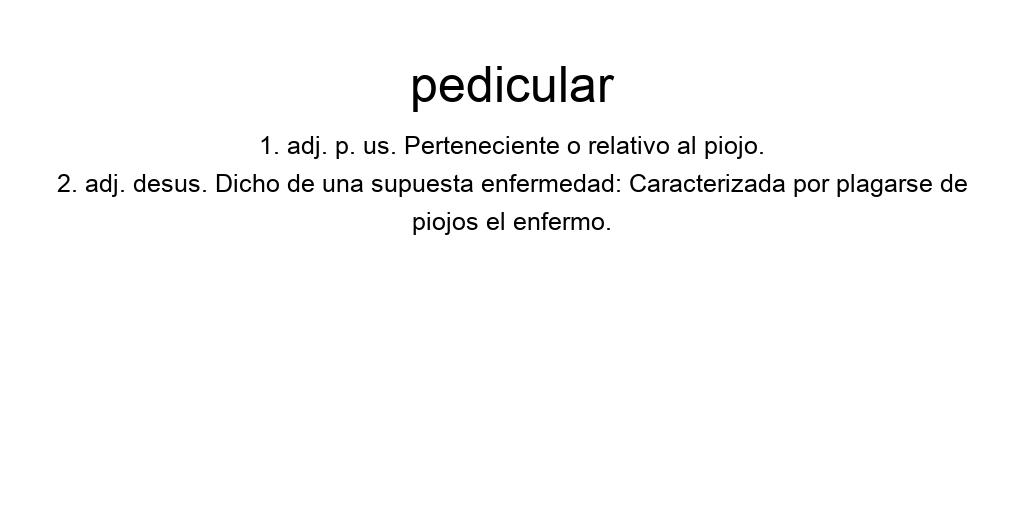 pedicular
1. adj. p. us. Perteneciente o relativo al piojo.
2. adj. desus. Dicho de una supuesta enfermedad: Caracterizada por plagarse de
piojos el enfermo.